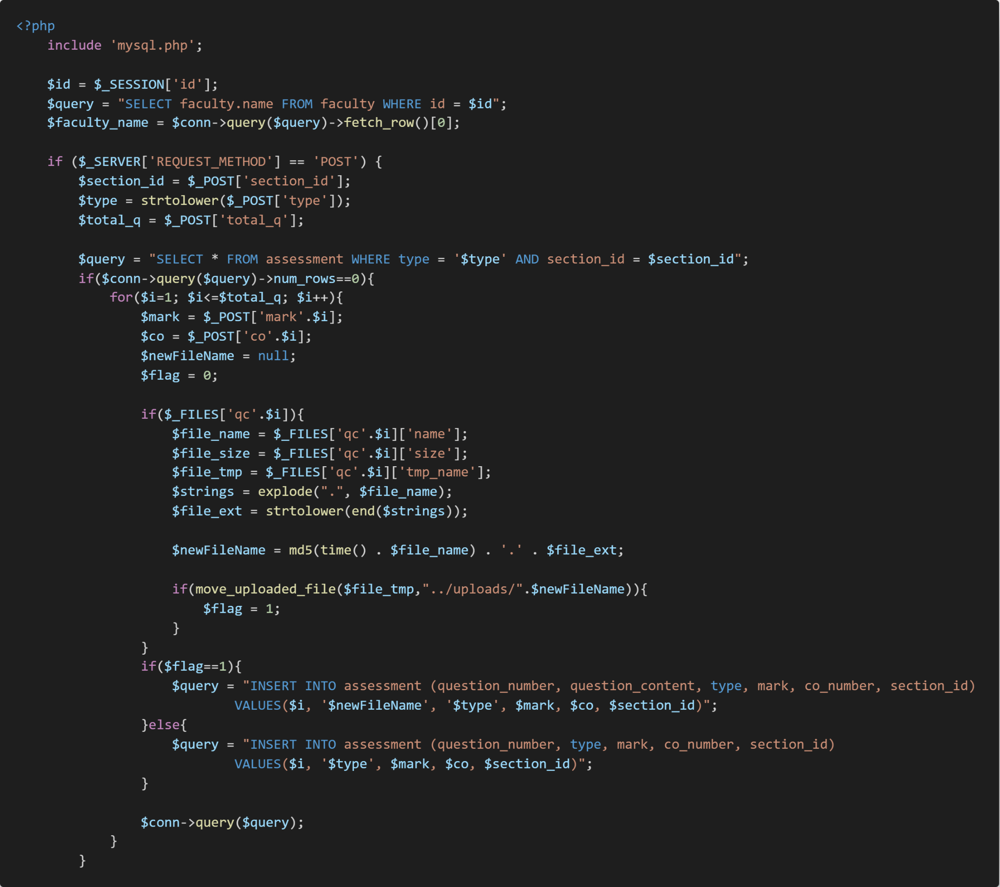 <?php
    include 'mysql.php';

    $id = $_SESSION['id'];
    $query = "SELECT faculty.name FROM faculty WHERE id = $id";
    $faculty_name = $conn->query($query)->fetch_row()[0];

    if ($_SERVER['REQUEST_METHOD'] == 'POST') {
        $section_id = $_POST['section_id'];
        $type = strtolower($_POST['type']);
        $total_q = $_POST['total_q'];

        $query = "SELECT * FROM assessment WHERE type = '$type' AND section_id = $section_id";
        if($conn->query($query)->num_rows==0){
            for($i=1; $i<=$total_q; $i++){
                $mark = $_POST['mark'.$i];
                $co = $_POST['co'.$i];
                $newFileName = null;
                $flag = 0;

                if($_FILES['qc'.$i]){
                    $file_name = $_FILES['qc'.$i]['name'];
                    $file_size = $_FILES['qc'.$i]['size'];
                    $file_tmp = $_FILES['qc'.$i]['tmp_name'];
                    $strings = explode(".", $file_name);
                    $file_ext = strtolower(end($strings));

                    $newFileName = md5(time() . $file_name) . '.' . $file_ext;

                    if(move_uploaded_file($file_tmp,"../uploads/".$newFileName)){
                        $flag = 1;
                    }
                }
                if($flag==1){
                    $query = "INSERT INTO assessment (question_number, question_content, type, mark, co_number, section_id)
                            VALUES($i, '$newFileName', '$type', $mark, $co, $section_id)";
                }else{
                    $query = "INSERT INTO assessment (question_number, type, mark, co_number, section_id)
                            VALUES($i, '$type', $mark, $co, $section_id)";
                }

                $conn->query($query);
            }
        }